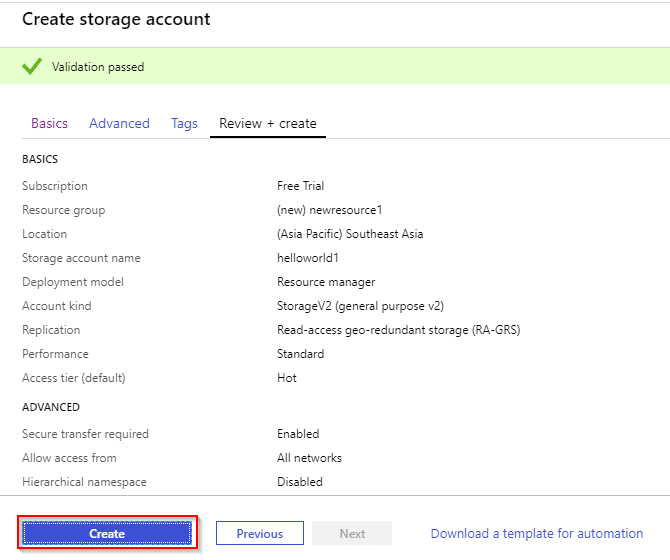 Create storage account
Validation passed
Basics Advanced Tags Review + create
BASICS
Subscription Free Trial
Resource group (new) newresource1
Location (Asia Pacific) Southeast Asia
Storage account name helloworld1
Deployment model Resource manager
Account kind StorageV2 (general purpose v2)
Replication Read-access geo-redundant storage (RA-GRS)
Performance Standard
Access tier (default) Hot
ADVANCED
Secure transfer required Enabled
Allow access from All networks
Hierarchical namespace Disabled
Create Previous Next Download a template for automation